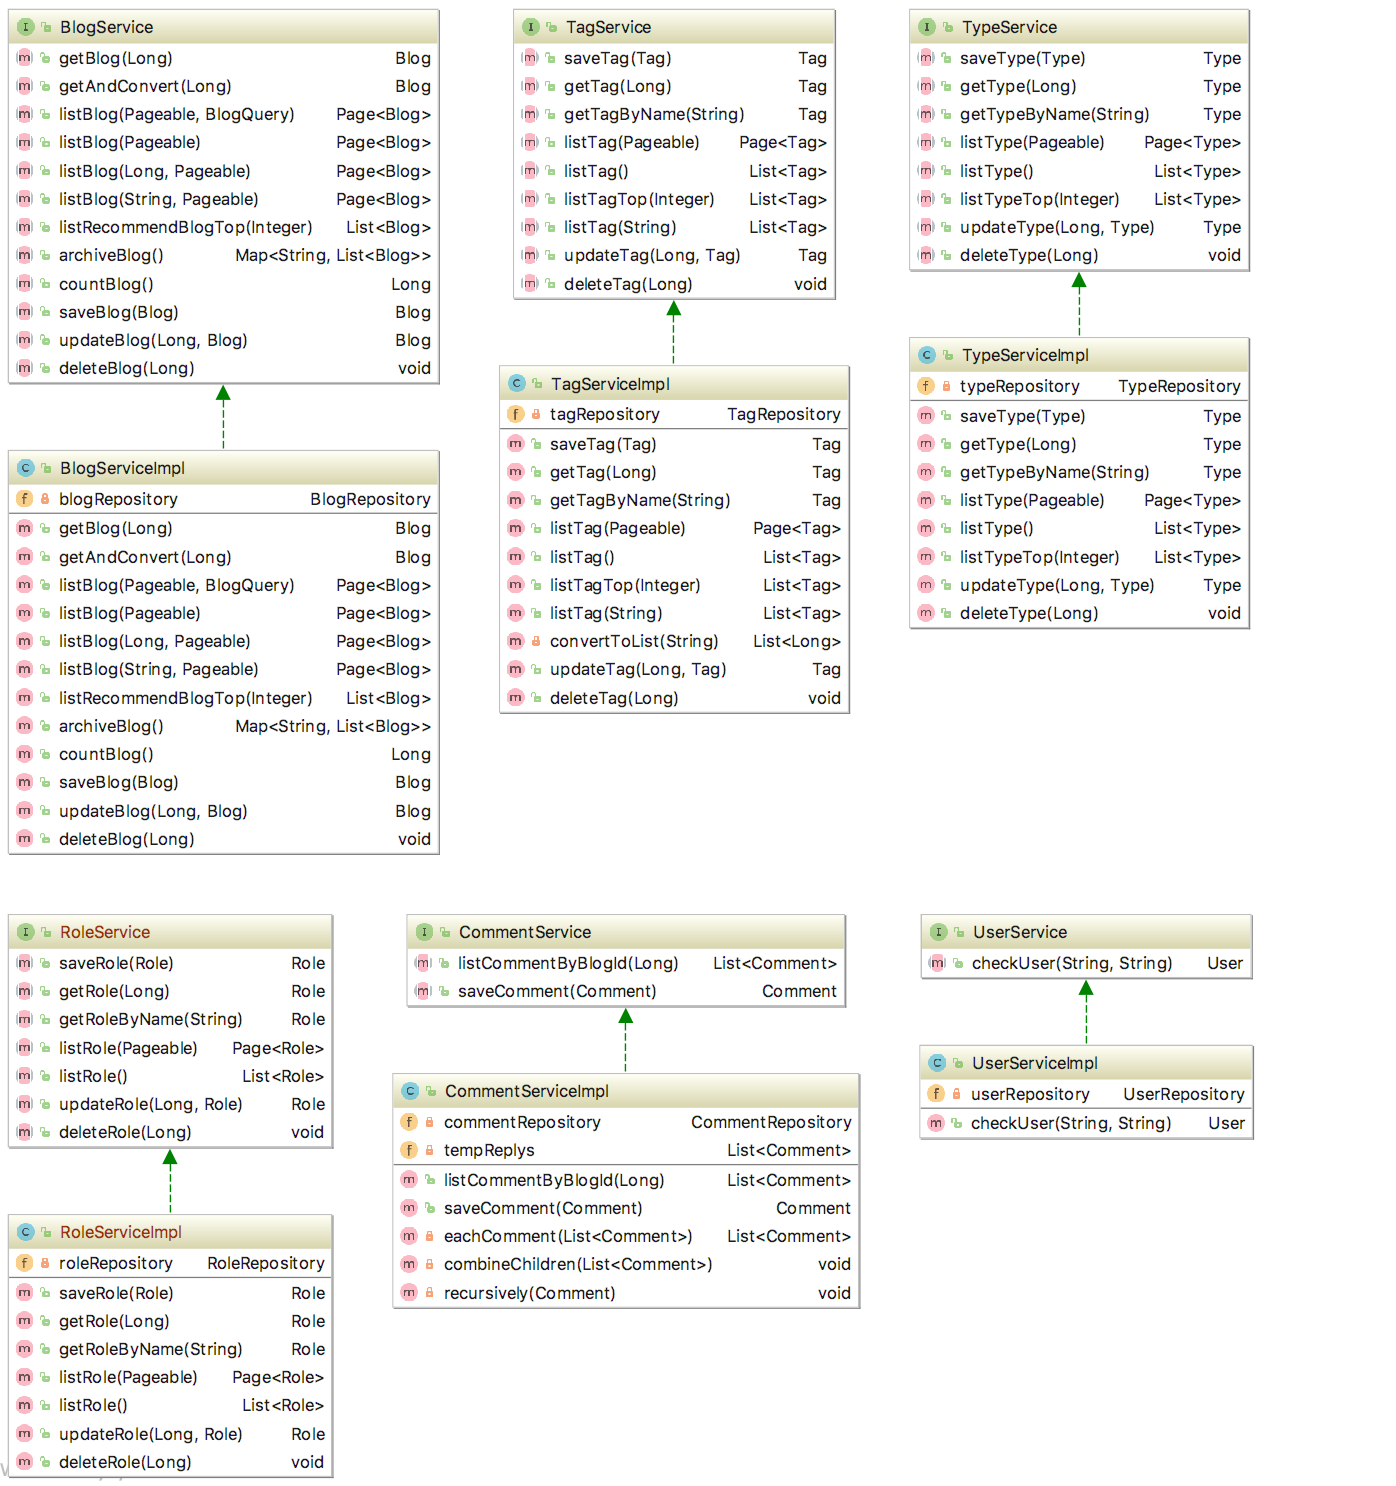 BlogService
getBlog(Long) Blog
getAndConvert(Long) Blog
listBlog(Pageable, BlogQuery) Page<Blog>
listBlog(Pageable) Page<Blog>
listBlog(Long, Pageable) Page<Blog>
listBlog(String, Pageable) Page<Blog>
listRecommendBlogTop(Integer) List<Blog>
archiveBlog() Map<String, List<Blog>>
countBlog() Long
saveBlog(Blog) Blog
updateBlog(Long, Blog) Blog
deleteBlog(Long) void
BlogServiceImpl
blogRepository BlogRepository
getBlog(Long) Blog
getAndConvert(Long) Blog
listBlog(Pageable, BlogQuery) Page<Blog>
listBlog(Pageable) Page<Blog>
listBlog(Long, Pageable) Page<Blog>
listBlog(String, Pageable) Page<Blog>
listRecommendBlogTop(Integer) List<Blog>
archiveBlog() Map<String, List<Blog>>
countBlog() Long
saveBlog(Blog) Blog
updateBlog(Long, Blog) Blog
deleteBlog(Long) void
TagService
saveTag(Tag) Tag
getTag(Long) Tag
getTagByName(String) Tag
listTag(Pageable) Page<Tag>
listTag() List<Tag>
listTagTop(Integer) List<Tag>
listTag(String) List<Tag>
updateTag(Long, Tag) Tag
deleteTag(Long) void
TagServiceImpl
tagRepository TagRepository
saveTag(Tag) Tag
getTag(Long) Tag
getTagByName(String) Tag
listTag(Pageable) Page<Tag>
listTag() List<Tag>
listTagTop(Integer) List<Tag>
listTag(String) List<Tag>
convertToList(String) List<Long>
updateTag(Long, Tag) Tag
deleteTag(Long) void
TypeService
saveType(Type) Type
getType(Long) Type
getTypeByName(String) Type
listType(Pageable) Page<Type>
listType() List<Type>
listTypeTop(Integer) List<Type>
updateType(Long, Type) Type
deleteType(Long) void
TypeServiceImpl
typeRepository TypeRepository
saveType(Type) Type
getType(Long) Type
getTypeByName(String) Type
listType(Pageable) Page<Type>
listType() List<Type>
listTypeTop(Integer) List<Type>
updateType(Long, Type) Type
deleteType(Long) void
RoleService
saveRole(Role) Role
getRole(Long) Role
getRoleByName(String) Role
listRole(Pageable) Page<Role>
listRole() List<Role>
updateRole(Long, Role) Role
deleteRole(Long) void
RoleServiceImpl
roleRepository RoleRepository
saveRole(Role) Role
getRole(Long) Role
getRoleByName(String) Role
listRole(Pageable) Page<Role>
listRole() List<Role>
updateRole(Long, Role) Role
deleteRole(Long) void
CommentService
listCommentByBlogId(Long) List<Comment>
saveComment(Comment) Comment
CommentServiceImpl
commentRepository CommentRepository
tempReplys List<Comment>
listCommentByBlogId(Long) List<Comment>
saveComment(Comment) Comment
eachComment(List<Comment>) List<Comment>
combineChildren(List<Comment>) void
recursively(Comment) void
UserService
checkUser(String, String) User
UserServiceImpl
userRepository UserRepository
checkUser(String, String) User